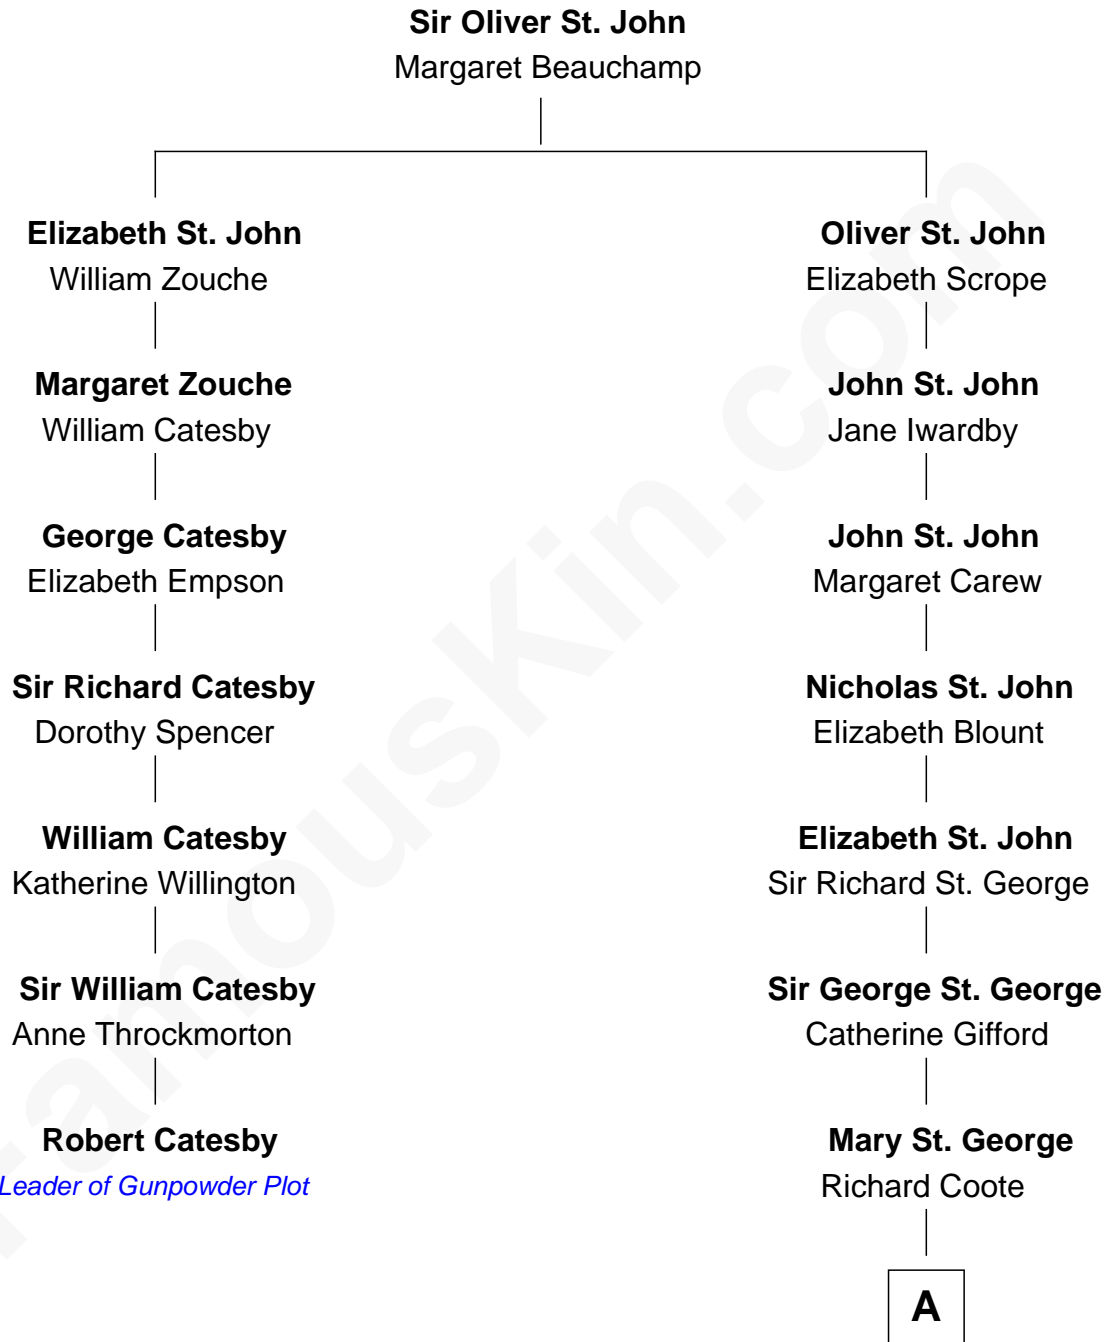 Sir Oliver St. John
Margaret Beauchamp
Elizabeth St. John
William Zouche
Oliver St. John
Elizabeth Scrope
Margaret Zouche
William Catesby
John St. John
Jane Iwardby
George Catesby
Elizabeth Empson
John St. John
Margaret Carew
Sir Richard Catesby
Dorothy Spencer
Nicholas St. John
Elizabeth Blount
William Catesby
Katherine Willington
Elizabeth St. John
Sir Richard St. George
Sir William Catesby
Anne Throckmorton
Sir George St. George
Catherine Gifford
Robert Catesby
Leader of Gunpowder Plot
Mary St. George
Richard Coote
A
FamousKin.com